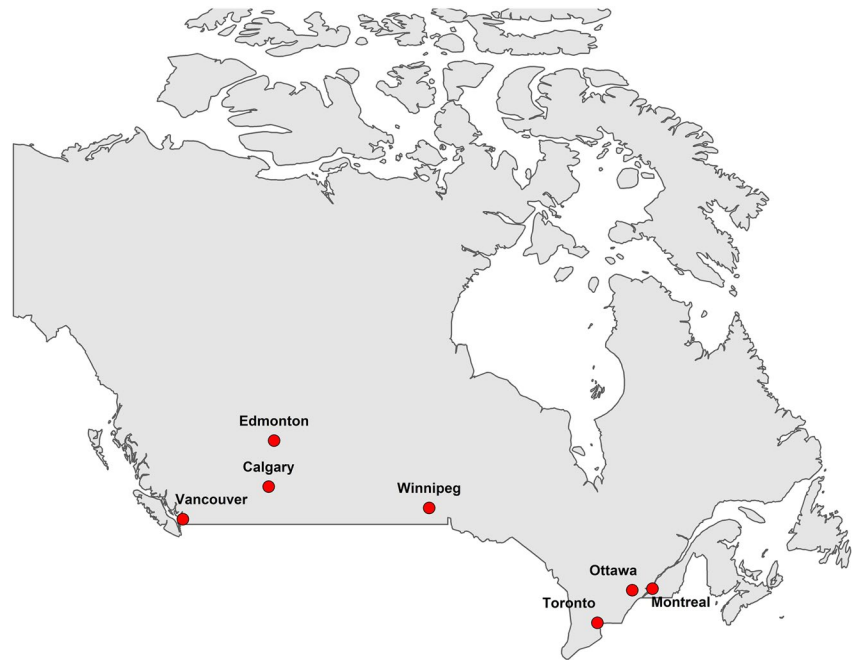 Edmonton
Calgary
Vancouver
Winnipeg
Ottawa
Toronto
Montreal